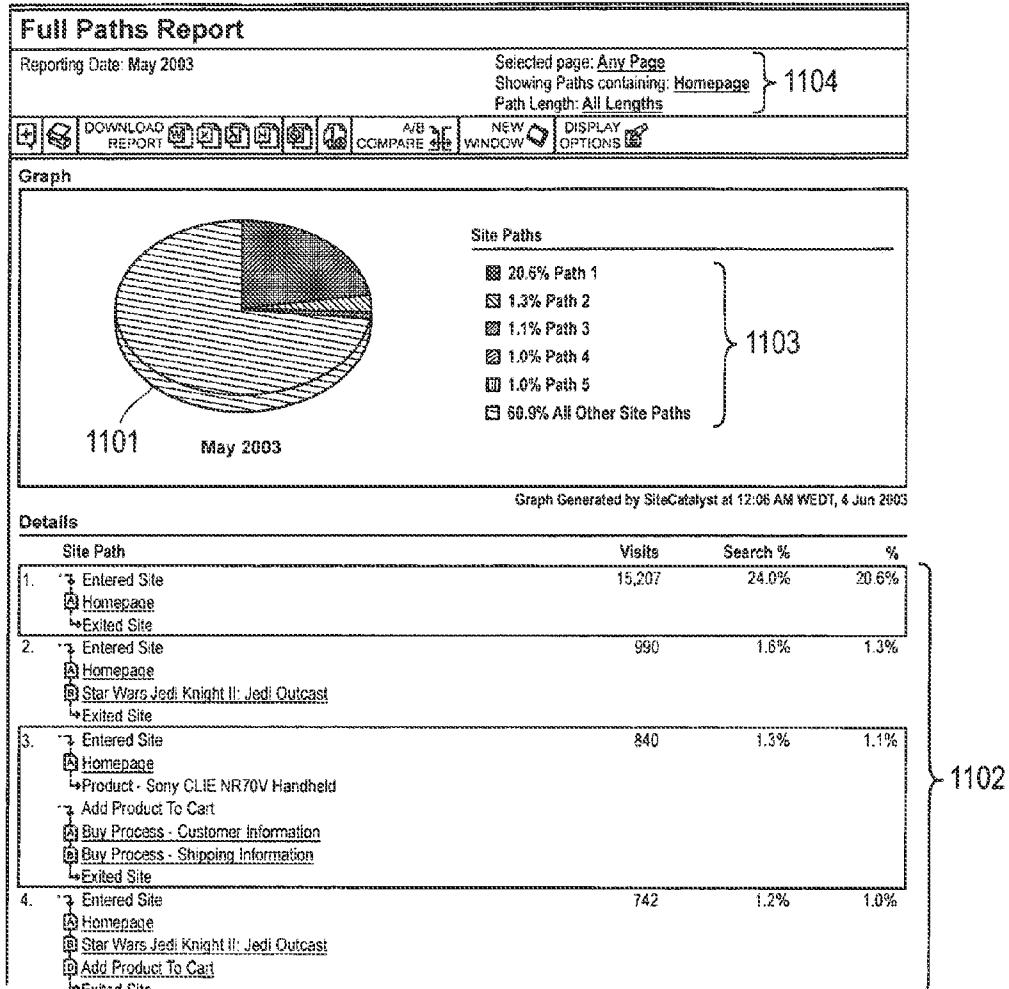 Full Paths Report
Reporting Date: May 2003
Selected page: Any Page
Showing Paths containing: Homepage
Path Length: All Lengths
1104
DOWNLOAD REPORT
A/B COMPARE
NEW WINDOW
DISPLAY OPTIONS
Graph
Site Paths
20.6% Path 1
1.3% Path 2
1.1% Path 3
1.0% Path 4
1.0% Path 5
60.9% All Other Site Paths
1103
1101
May 2003
Graph Generated by SiteCatalyst at 12:06 AM WEDT, 4 Jun 2003
Details
Site Path Visits Search % %
1. Entered Site 15,207 24.0% 20.6%
A Homepage
Exited Site
2. Entered Site 990 1.6% 1.3%
A Homepage
B Star Wars Jedi Knight II: Jedi Outcast
Exited Site
3. Entered Site 840 1.3% 1.1%
A Homepage
Product - Sony CLIE NR70V Handheld
Add Product To Cart
A Buy Process - Customer Information
B Buy Process - Shipping Information
Exited Site
1102
4. Entered Site 742 1.2% 1.0%
A Homepage
B Star Wars Jedi Knight II: Jedi Outcast
D Add Product To Cart
Exited Site